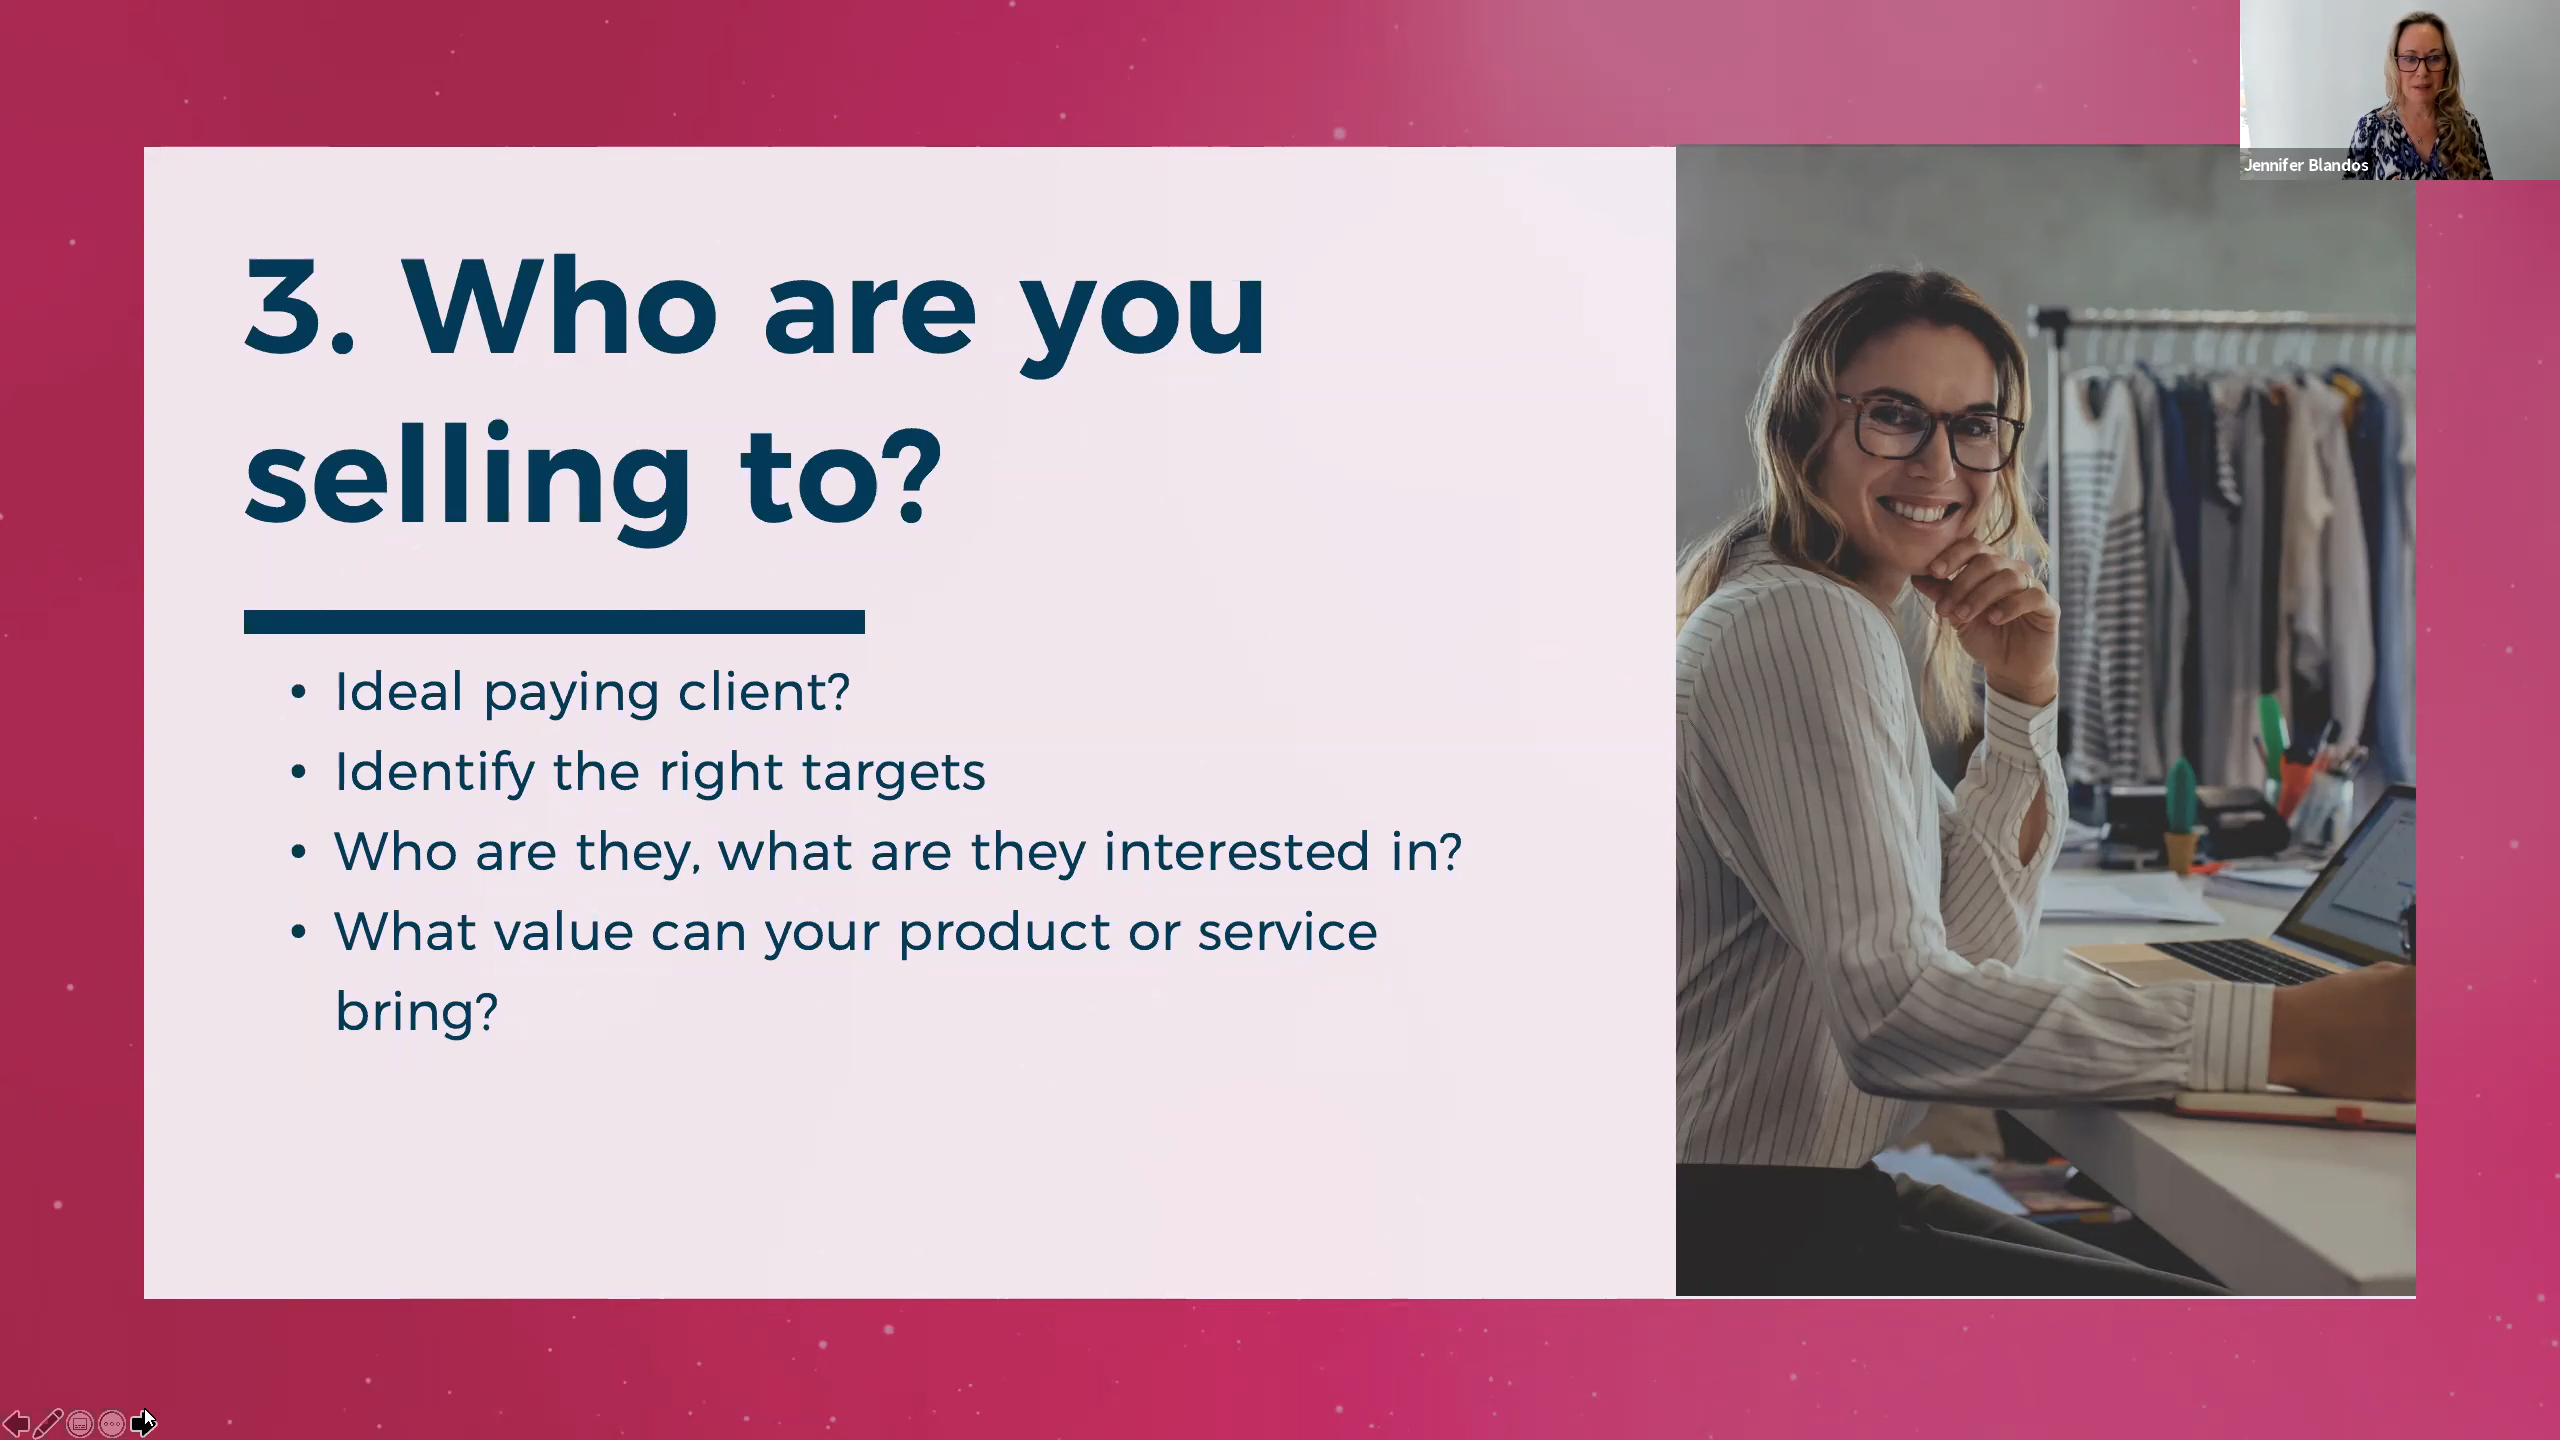 Jennifer Blandos
3. Who are you
selling to?
• Ideal paying client?
• Identify the right targets
• Who are they, what are they interested in?
• What value can your product or service
bring?